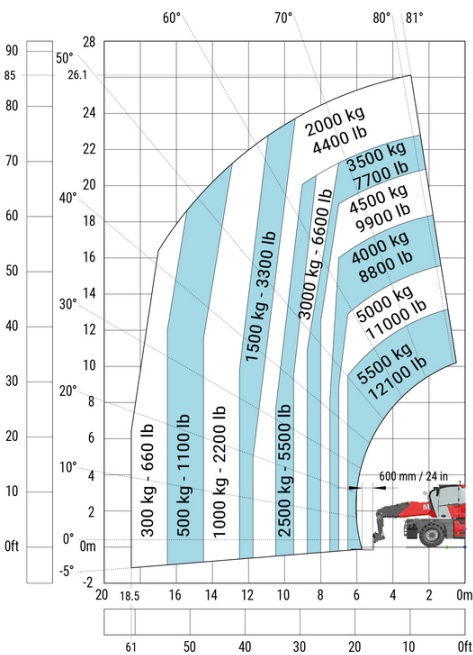 60°
70°
80°
81°
90
85
80
70
60
50
40
30
20
10
0ft
28
26.1
24
22
20
18
16
14
12
10
8
6
4
2
0m
-2
50°
40°
30°
20°
10°
0°
-5°
2000 kg
4400 lb
3500 kg
7700 lb
4500 kg
9900 lb
4000 kg
8800 lb
5000 kg
11000 lb
5500 kg
12100 lb
300 kg - 660 lb
500 kg - 1100 lb
1000 kg - 2200 lb
1500 kg - 3300 lb
2500 kg - 5500 lb
3000 kg - 6600 lb
600 mm / 24 in
20 18.5 16 14 12 10 8 6 4 2 0m
61 50 40 30 20 10 0ft